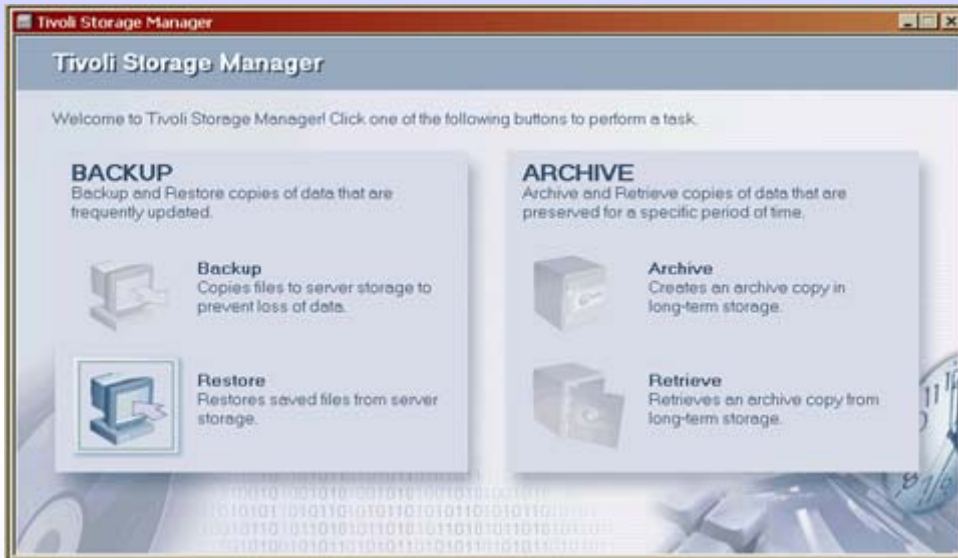 Tivoli Storage Manager
Tivoli Storage Manager
Welcome to Tivoli Storage Manager! Click one of the following buttons to perform a task.
BACKUP
Backup and Restore copies of data that are
frequently updated.
Backup
Copies files to server storage to
prevent loss of data.
Restore
Restores saved files from server
storage.
ARCHIVE
Archive and Retrieve copies of data that are
preserved for a specific period of time.
Archive
Creates an archive copy in
long-term storage.
Retrieve
Retrieves an archive copy from
long-term storage.